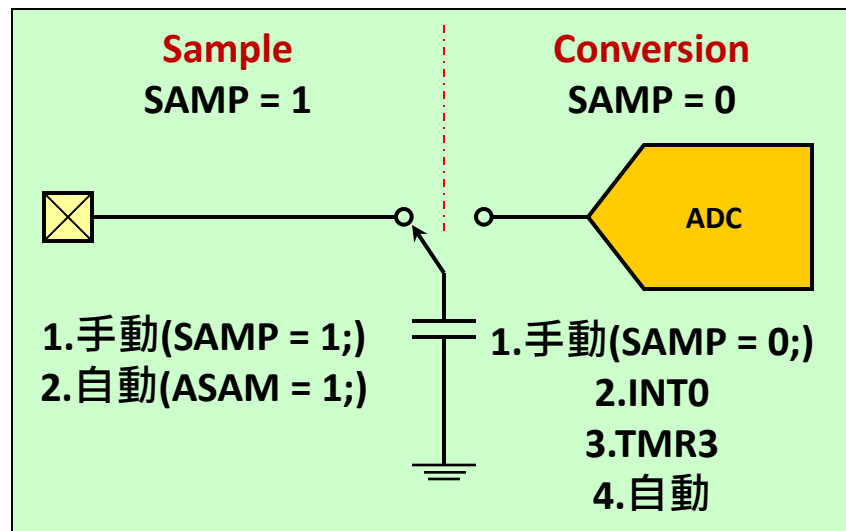 Sample
SAMP = 1
Conversion
SAMP = 0
ADC
1.手動(SAMP = 1;)
2.自動(ASAM = 1;)
1.手動(SAMP = 0;)
2.INT0
3.TMR3
4.自動